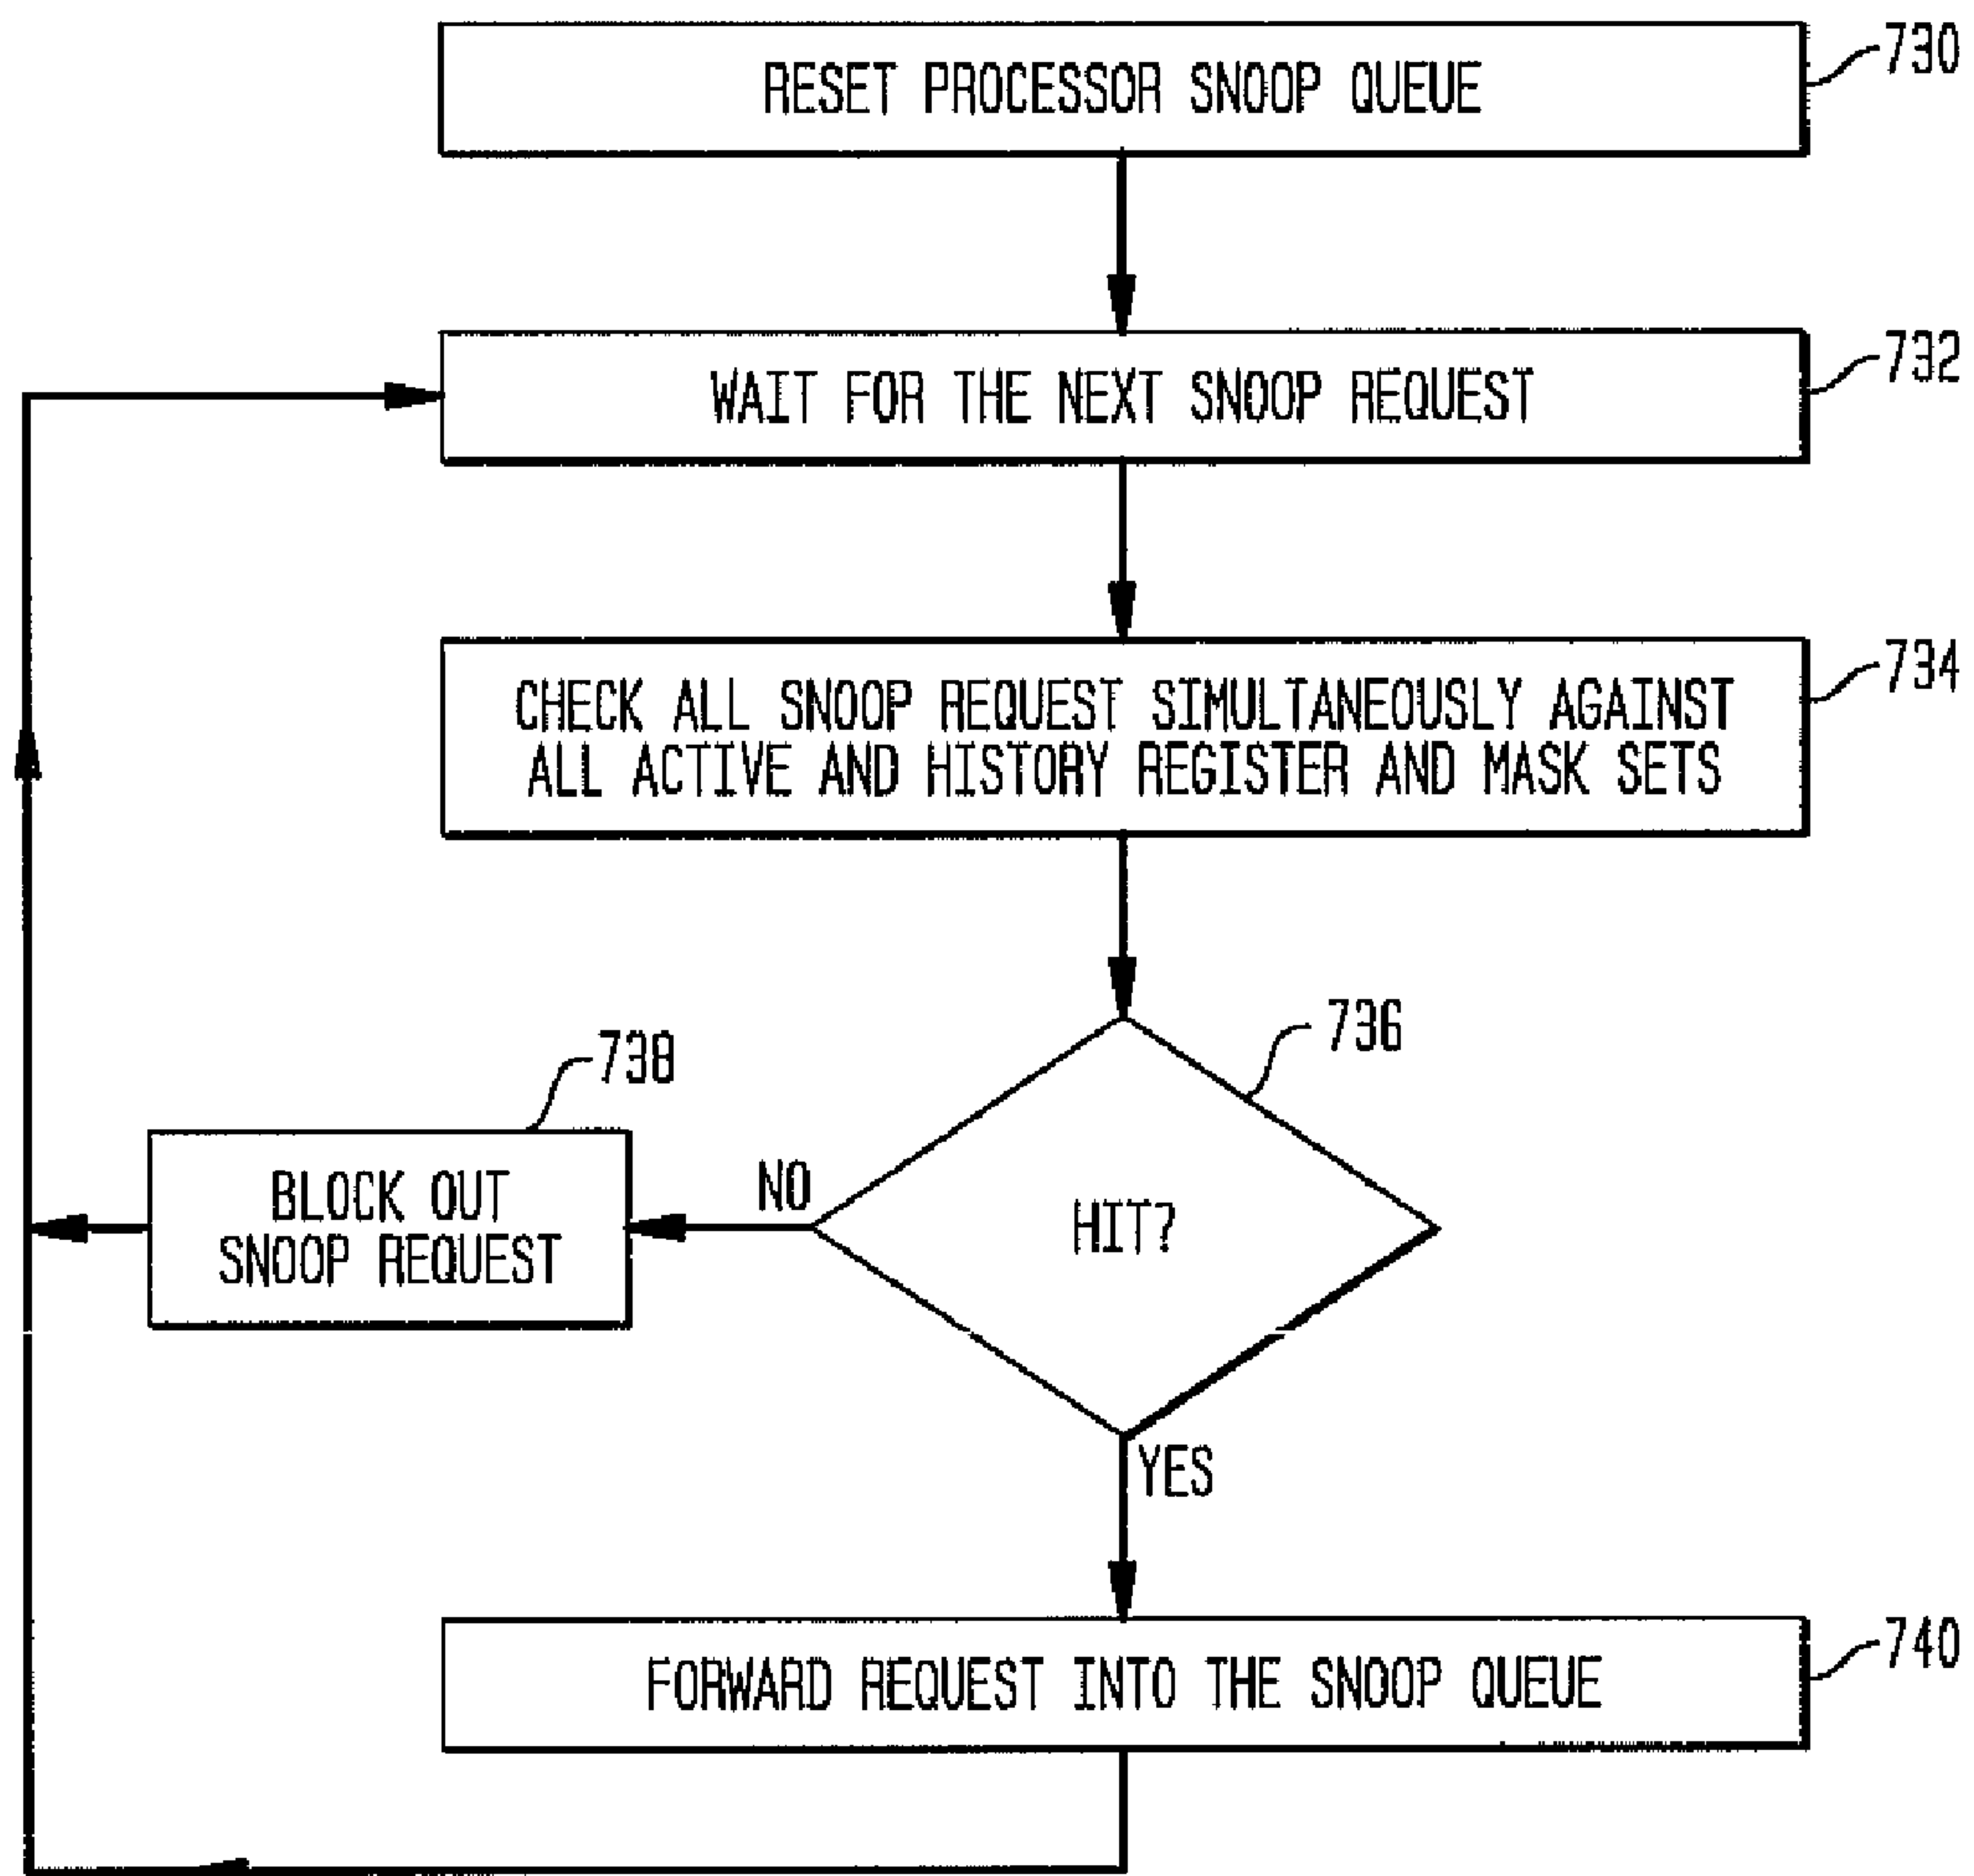 RESET PROCESSOR SNOOP QUEUE
730
WAIT FOR THE NEXT SNOOP REQUEST
732
CHECK ALL SNOOP REQUEST SIMULTANEOUSLY AGAINST
ALL ACTIVE AND HISTORY REGISTER AND MASK SETS
734
736
HIT?
NO
738
BLOCK OUT
SNOOP REQUEST
YES
FORWARD REQUEST INTO THE SNOOP QUEUE
740